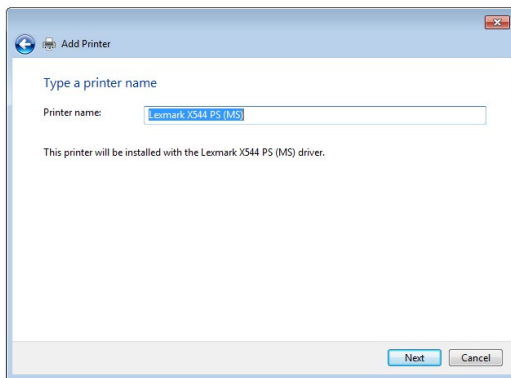 Add Printer
Type a printer name
Printer name: Lexmark X544 PS (MS)
This printer will be installed with the Lexmark X544 PS (MS) driver.
Next Cancel